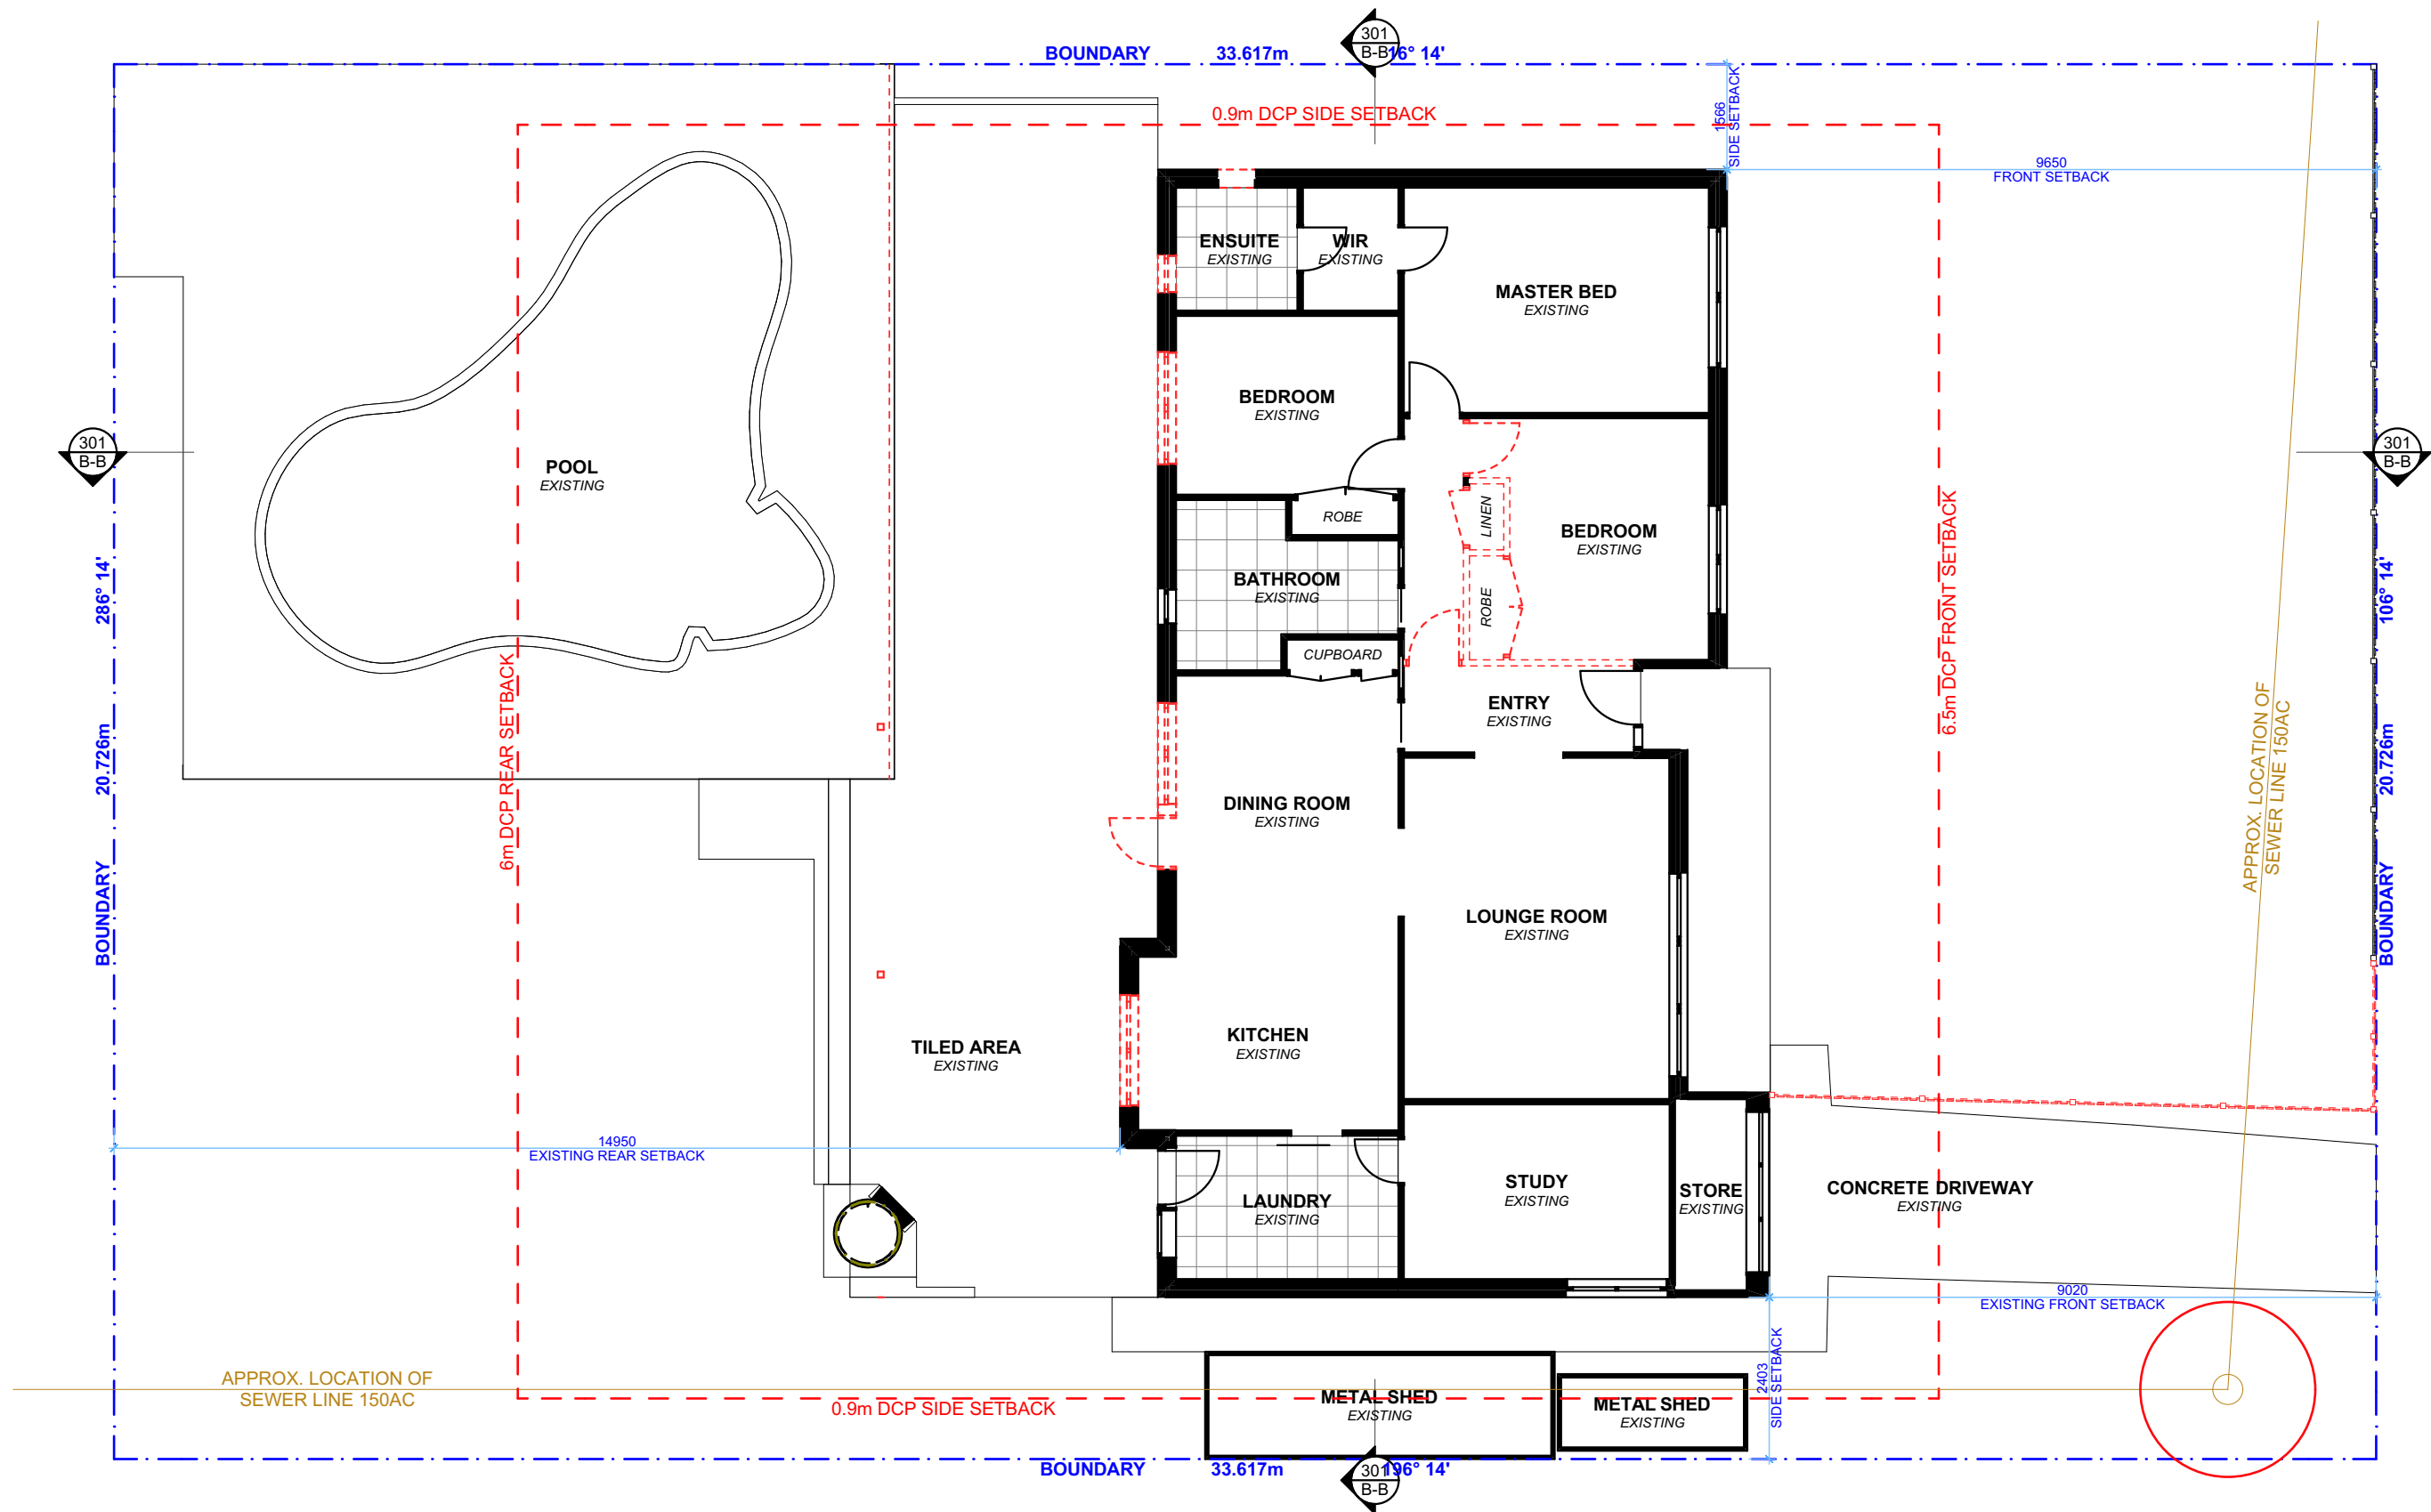 301
B-B
BOUNDARY 33.617m 16° 14'
0.9m DCP SIDE SETBACK
1566
SIDE SETBACK
9650
FRONT SETBACK
ENSUITE
EXISTING
WIR
EXISTING
MASTER BED
EXISTING
BEDROOM
EXISTING
301
B-B
POOL
EXISTING
301
B-B
ROBE
LINEN
BEDROOM
EXISTING
BATHROOM
EXISTING
ROBE
CUPBOARD
BOUNDARY 20.726m 286° 14'
6m DCP REAR SETBACK
6.5m DCP FRONT SETBACK
106° 14' 20.726m BOUNDARY
APPROX. LOCATION OF
SEWER LINE 150AC
ENTRY
EXISTING
DINING ROOM
EXISTING
LOUNGE ROOM
EXISTING
TILED AREA
EXISTING
KITCHEN
EXISTING
14950
EXISTING REAR SETBACK
LAUNDRY
EXISTING
STUDY
EXISTING
STORE
EXISTING
CONCRETE DRIVEWAY
EXISTING
9020
EXISTING FRONT SETBACK
2403
SIDE SETBACK
APPROX. LOCATION OF
SEWER LINE 150AC
0.9m DCP SIDE SETBACK
METAL SHED
EXISTING
METAL SHED
EXISTING
BOUNDARY 33.617m 196° 14'
301
B-B